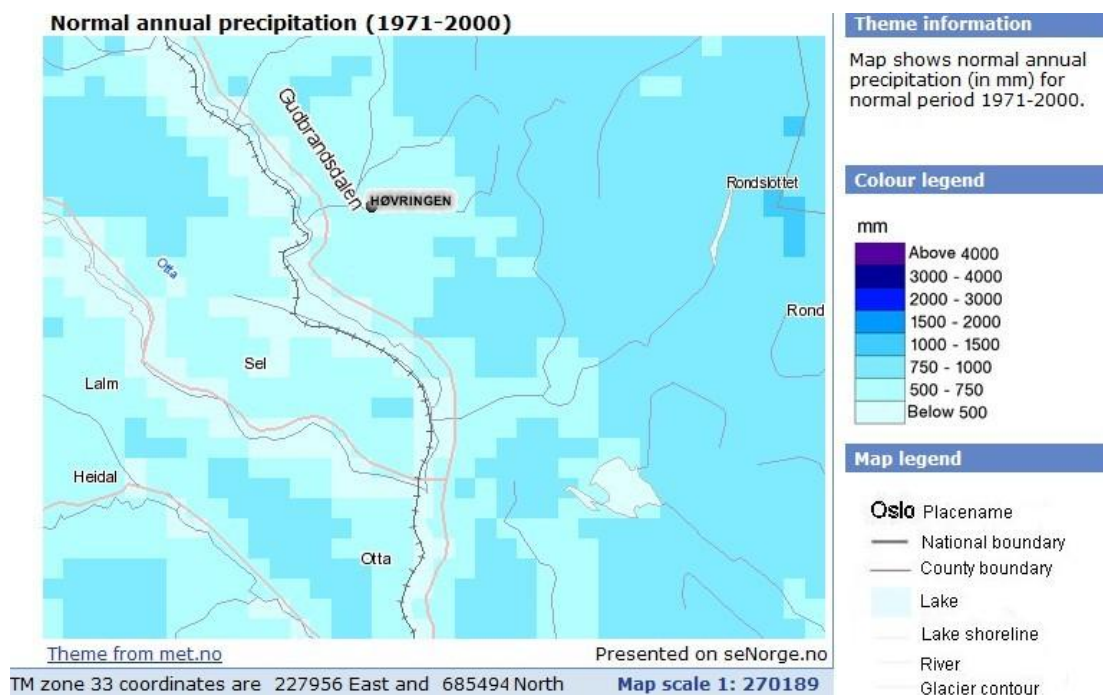 Normal annual precipitation (1971-2000)
Gudbrandsdalen
HØVRINGEN
Rondslottet
Otta
Rond
Sel
Lalm
Heidal
Otta
Theme from met.no
Presented on seNorge.no
TM zone 33 coordinates are 227956 East and 685494 North
Map scale 1: 270189
Theme information
Map shows normal annual
precipitation (in mm) for
normal period 1971-2000.
Colour legend
mm
Above 4000
3000 - 4000
2000 - 3000
1500 - 2000
1000 - 1500
750 - 1000
500 - 750
Below 500
Map legend
Oslo Placename
National boundary
County boundary
Lake
Lake shoreline
River
Glacier contour